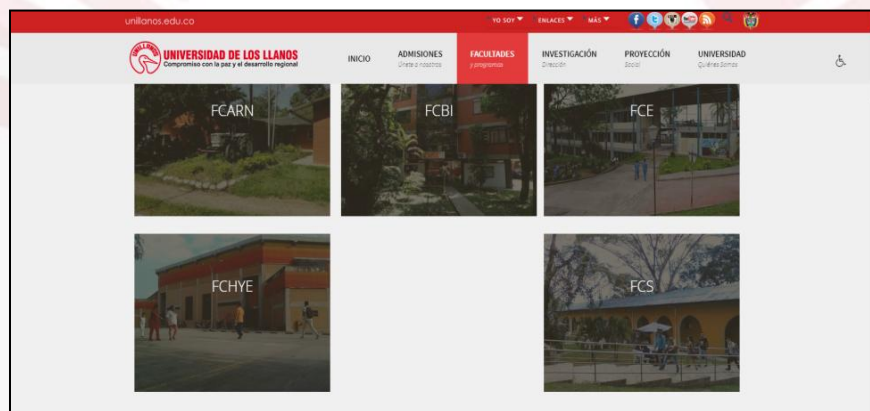 unillanos.edu.co
YO SOY ENLACES MÁS
UNIVERSIDAD DE LOS LLANOS
Compromiso con la paz y el desarrollo regional
INICIO
ADMISIONES
Únete a nosotros
FACULTADES
y programas
INVESTIGACIÓN
Dirección
PROYECCIÓN
Social
UNIVERSIDAD
Quiénes Somos
FCARN
FCBI
FCE
FCHYE
FCS